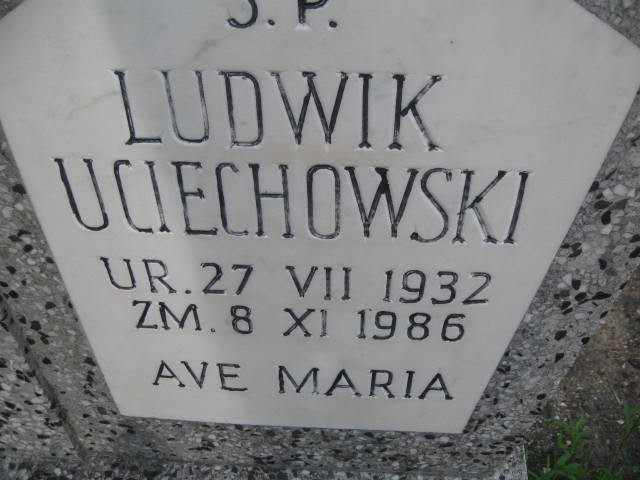 Ś. P.
LUDWIK
UCIECHOWSKI
UR. 27 VII 1932
ZM. 8 XI 1986
AVE MARIA